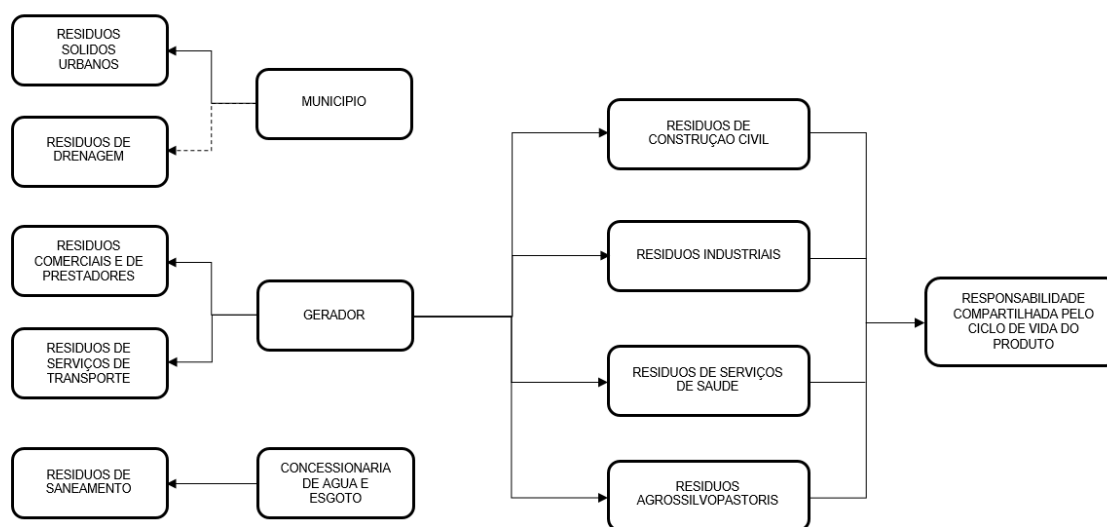 RESIDUOS
SOLIDOS
URBANOS
MUNICIPIO
RESIDUOS DE
DRENAGEM
RESIDUOS
COMERCIAIS E DE
PRESTADORES
GERADOR
RESIDUOS DE
SERVIÇOS DE
TRANSPORTE
RESIDUOS DE
SANEAMENTO
CONCESSIONARIA
DE AGUA E
ESGOTO
RESIDUOS DE
CONSTRUÇAO CIVIL
RESIDUOS INDUSTRIAIS
RESIDUOS DE SERVIÇOS
DE SAUDE
RESIDUOS
AGROSSILVOPASTORIS
RESPONSABILIDADE
COMPARTILHADA PELO
CICLO DE VIDA DO
PRODUTO